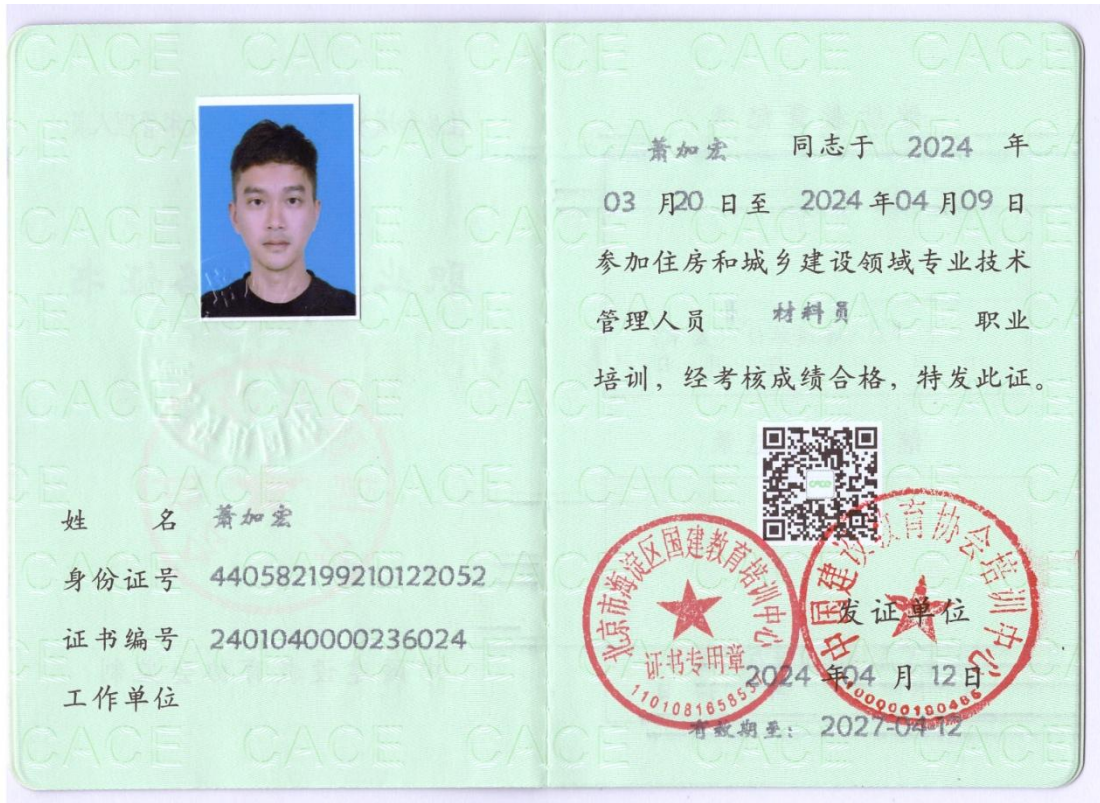 姓 名 萧加宏
身份证号 440582199210122052
证书编号 2401040000236024
工作单位
萧加宏 同志于 2024 年
03 月20 日至 2024 年04 月09 日
参加住房和城乡建设领域专业技术
管理人员 材料员 职业
培训，经考核成绩合格，特发此证。
CACE
北京市海淀区国建教育培训中心
证书专用章
中国建设教育协会培训中心
发证单位
2024 年04 月 12日
有效期至： 2027-04-12